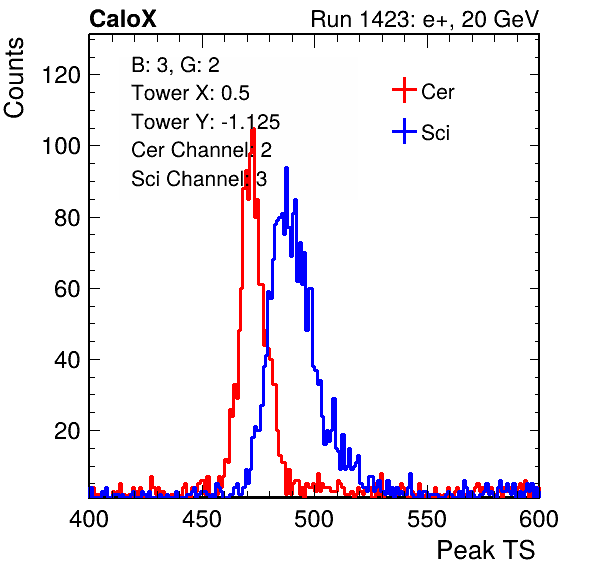 CaloX Run 1423: e+, 20 GeV
Counts
B: 3, G: 2
Tower X: 0.5
Tower Y: -1.125
Cer Channel: 2
Sci Channel: 3
Cer
Sci
120
100
80
60
40
20
400 450 500 550 600
Peak TS